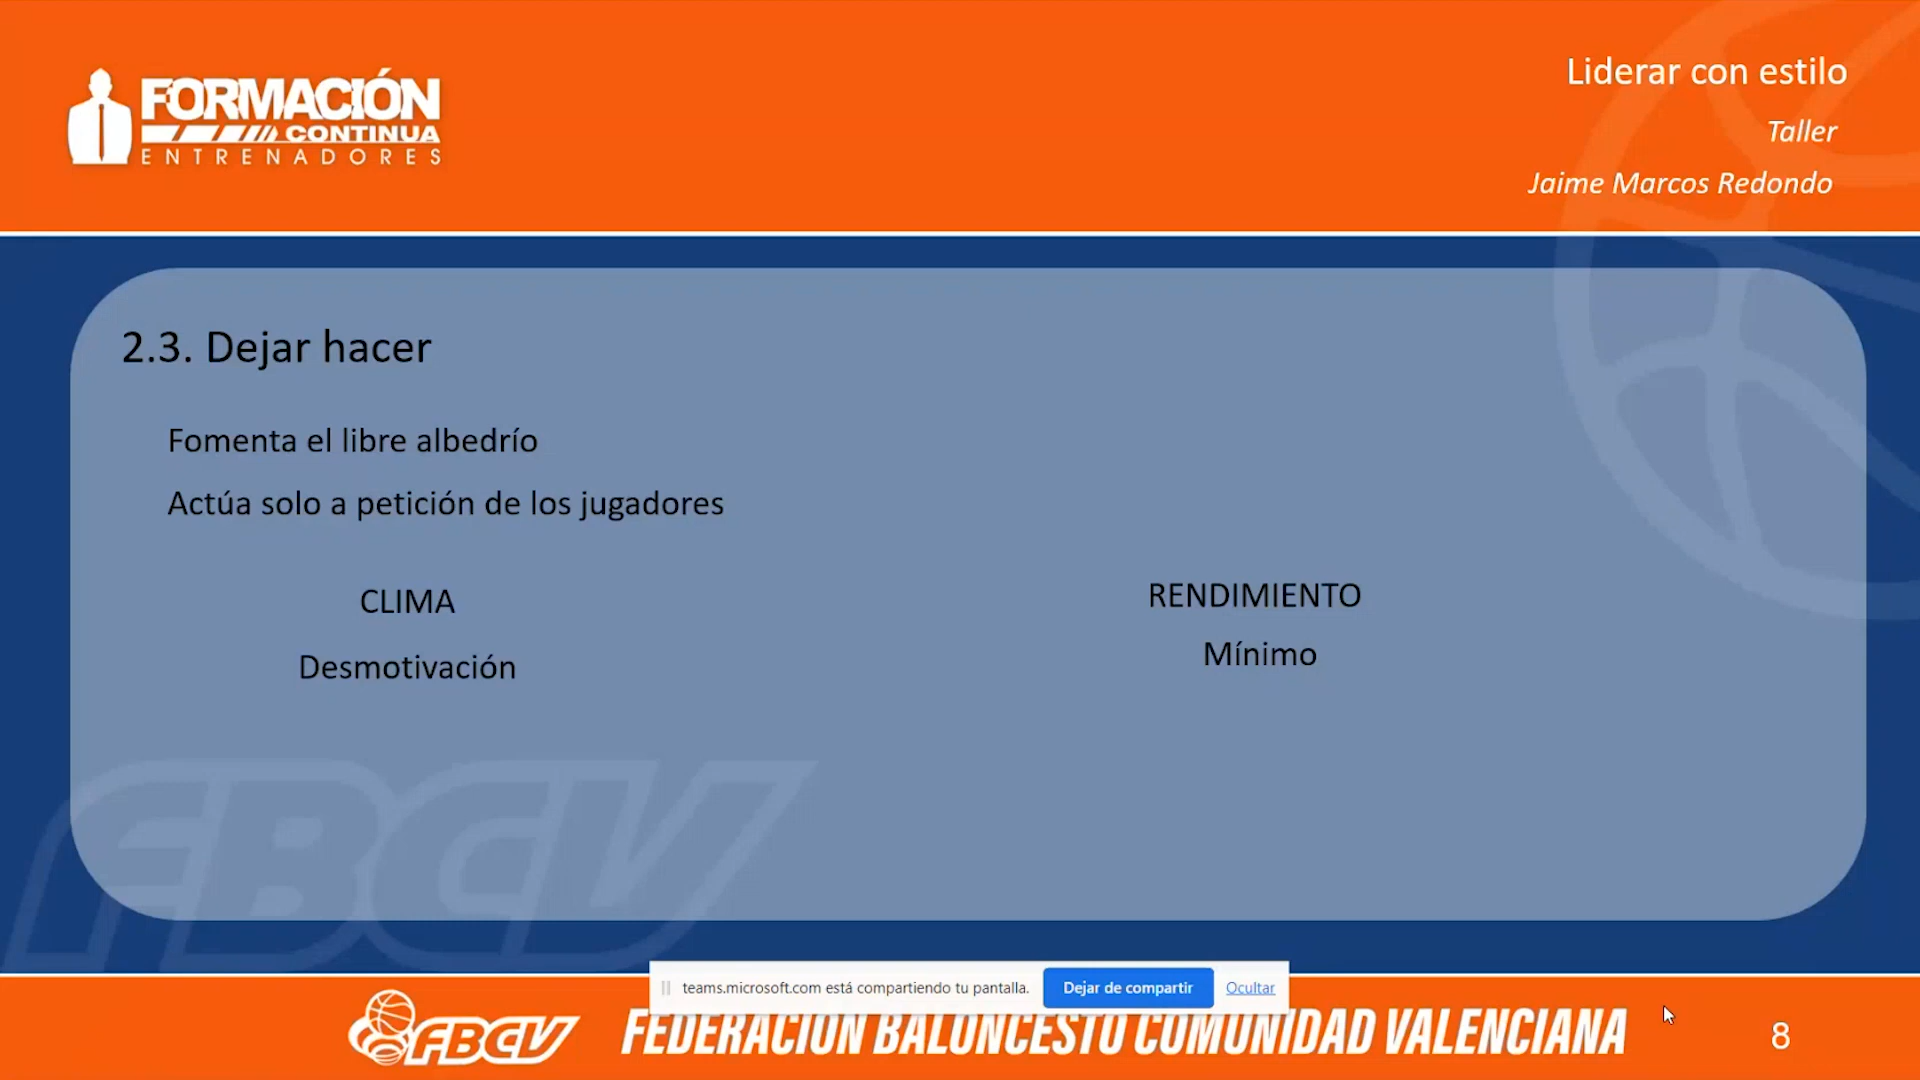 FORMACIÓN
CONTINUA
ENTRENADORES
Liderar con estilo
Taller
Jaime Marcos Redondo
2.3. Dejar hacer
Fomenta el libre albedrío
Actúa solo a petición de los jugadores
CLIMA
RENDIMIENTO
Desmotivación
Mínimo
FBCV
teams.microsoft.com está compartiendo tu pantalla.
Dejar de compartir
Ocultar
FBCV
FEDERACIÓN BALONCESTO COMUNIDAD VALENCIANA
8